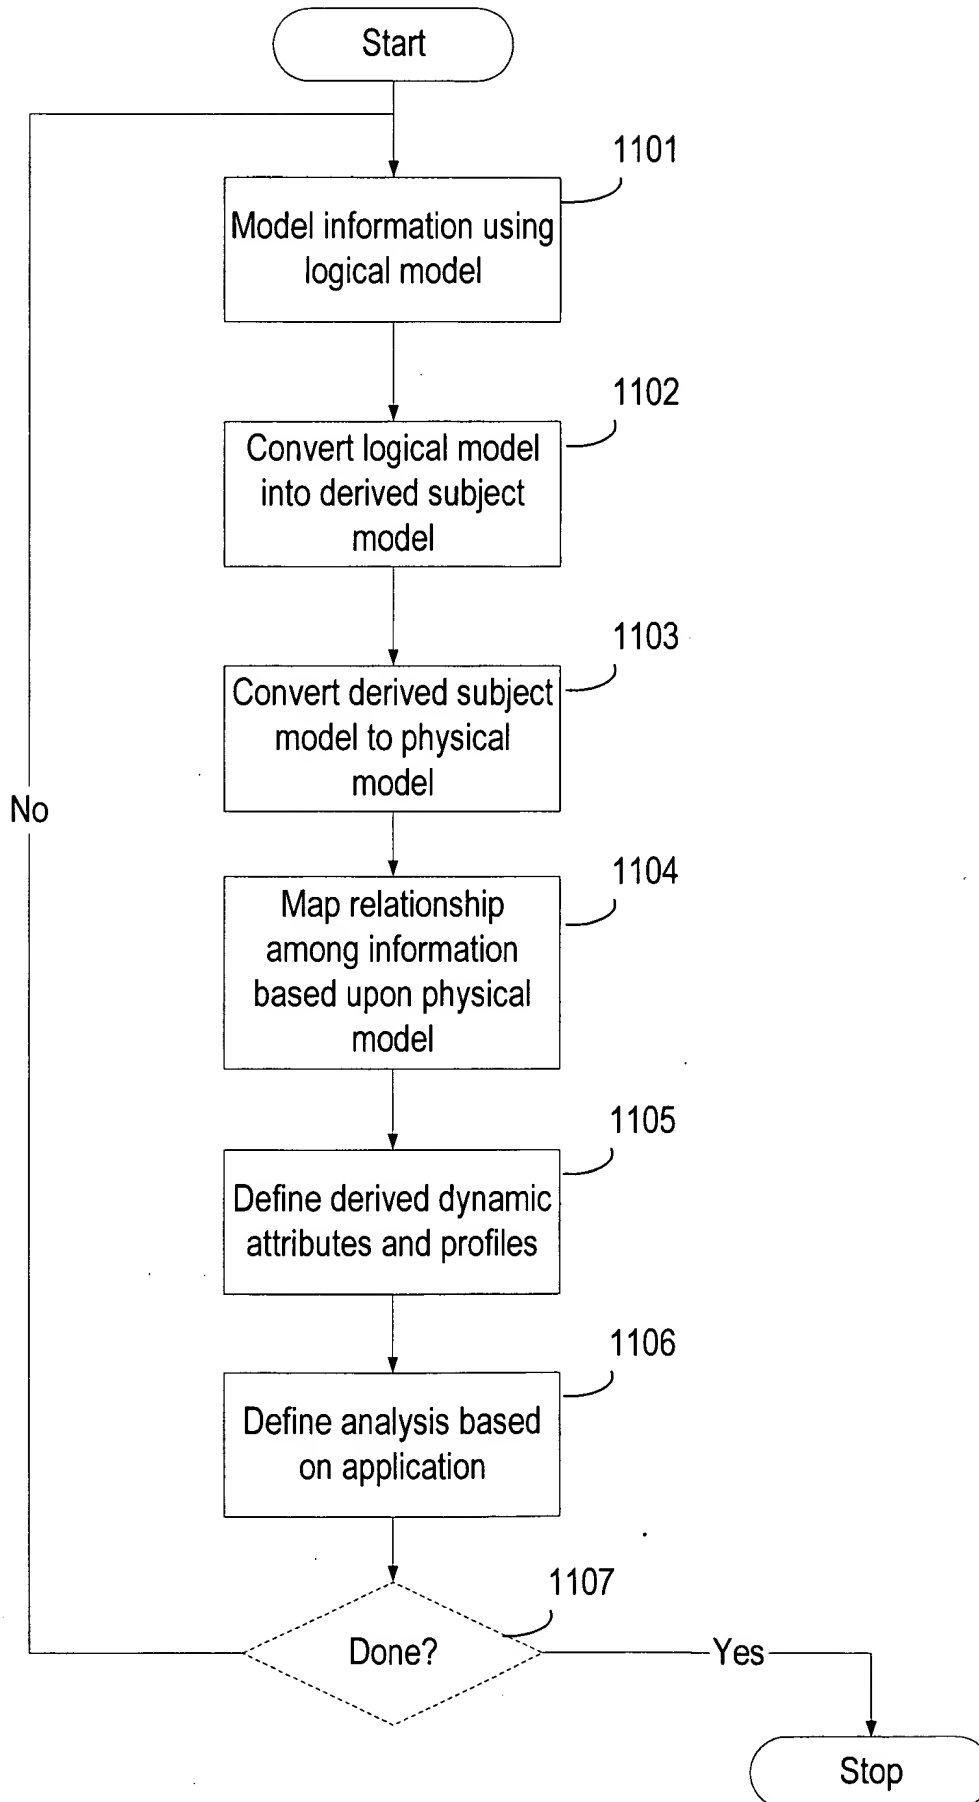 Start
1101
Model information using
logical model
1102
Convert logical model
into derived subject
model
1103
Convert derived subject
model to physical
model
No
1104
Map relationship
among information
based upon physical
model
1105
Define derived dynamic
attributes and profiles
1106
Define analysis based
on application
1107
Done?
Yes
Stop